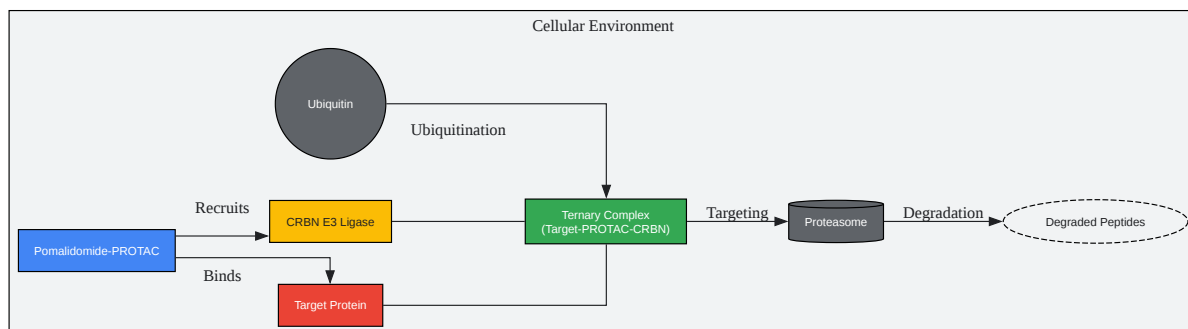 Cellular Environment
Ubiquitin
Ubiquitination
Recruits
CRBN E3 Ligase
Ternary Complex
(Target-PROTAC-CRBN)
Targeting
Proteasome
Degradation
Degraded Peptides
Pomalidomide-PROTAC
Binds
Target Protein